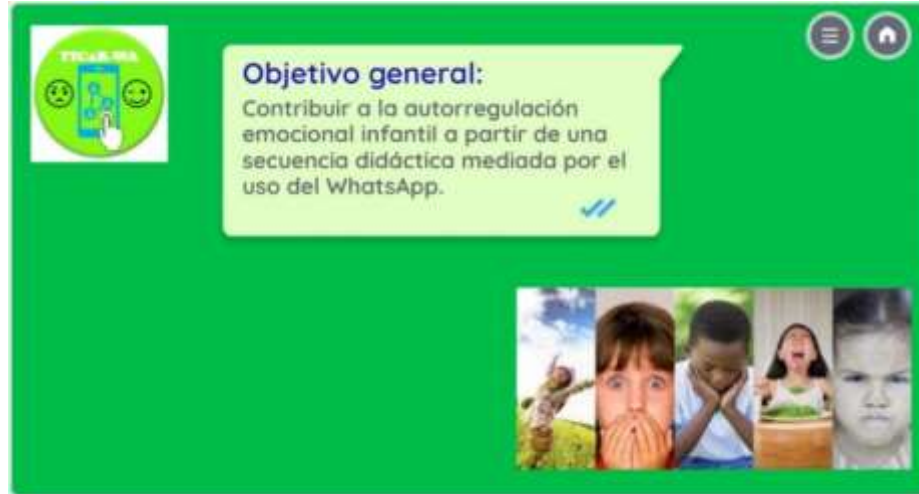 Objetivo general:
Contribuir a la autorregulación
emocional infantil a partir de una
secuencia didáctica mediada por el
uso del WhatsApp.